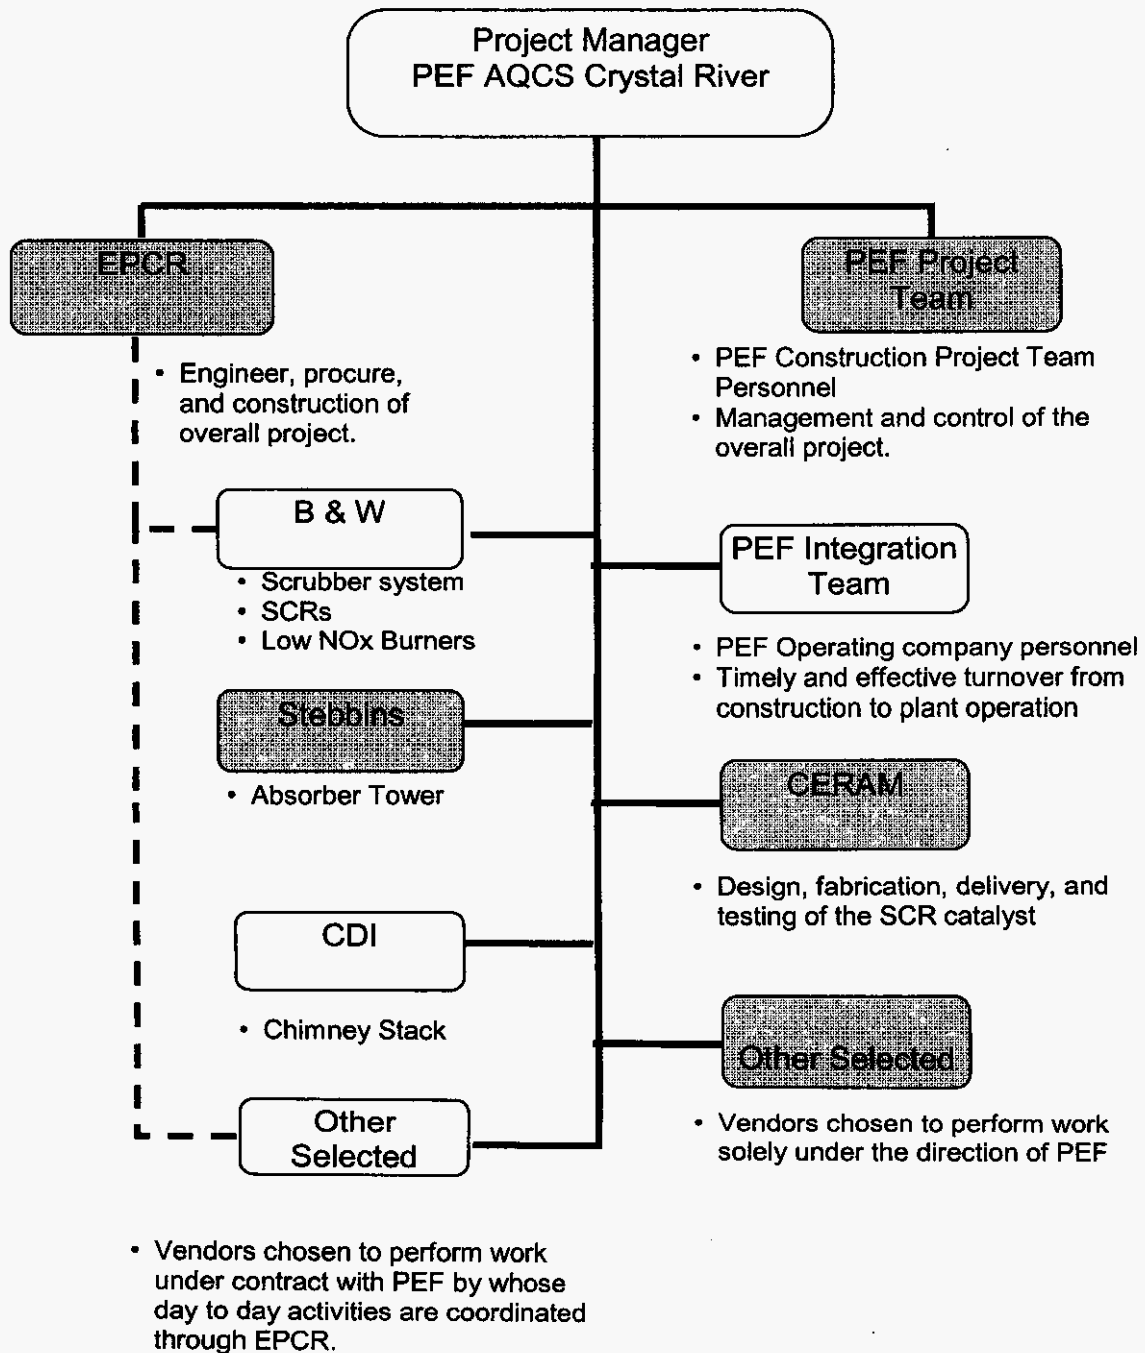 Project Manager
PEF AQCS Crystal River
EPCR
• Engineer, procure,
and construction of
overall project.
PEF Project
Team
• PEF Construction Project Team
Personnel
• Management and control of the
overall project.
B & W
• Scrubber system
• SCRs
• Low NOx Burners
PEF Integration
Team
• PEF Operating company personnel
• Timely and effective turnover from
construction to plant operation
Stebbins
• Absorber Tower
CERAM
• Design, fabrication, delivery, and
testing of the SCR catalyst
CDI
• Chimney Stack
Other Selected
• Vendors chosen to perform work
solely under the direction of PEF
Other
Selected
• Vendors chosen to perform work
under contract with PEF by whose
day to day activities are coordinated
through EPCR.